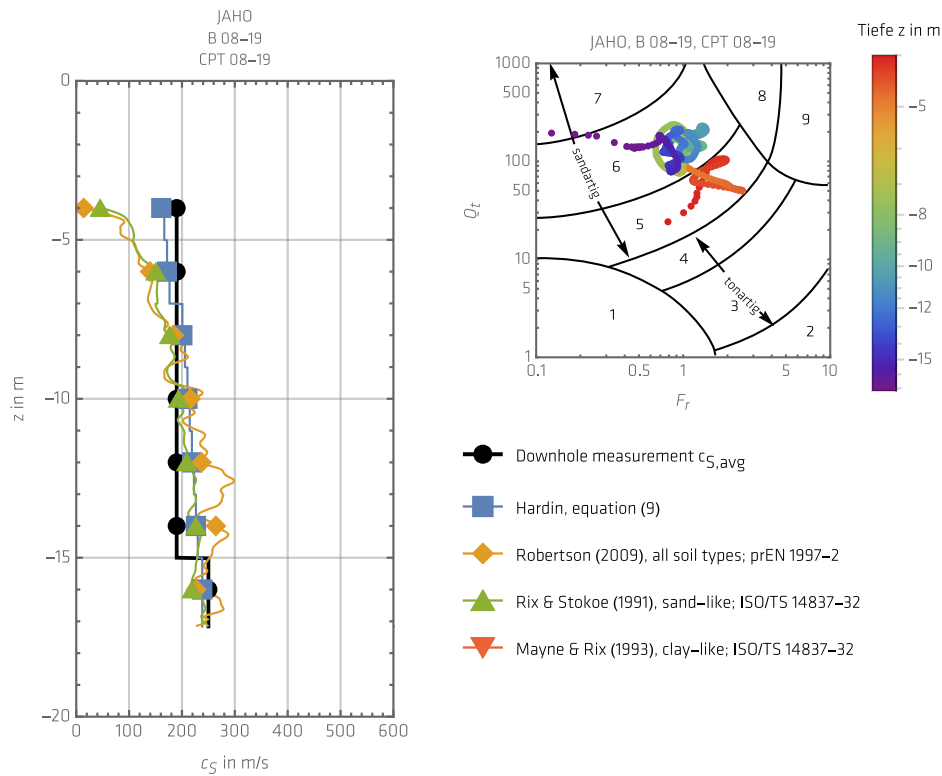 JAHO
B 08–19
CPT 08–19
0
−5
−10
−15
−20
z in m
0 100 200 300 400 500 600
cS in m/s
JAHO, B 08–19, CPT 08–19
1000
500
100
50
10
5
1
Qt
0.1 0.5 1 5 10
Fr
7
8
9
6
5
4
3
2
1
sandartig
tonartig
Tiefe z in m
−5
−8
−10
−12
−15
Downhole measurement cS,avg
Hardin, equation (9)
Robertson (2009), all soil types; prEN 1997–2
Rix & Stokoe (1991), sand–like; ISO/TS 14837–32
Mayne & Rix (1993), clay–like; ISO/TS 14837–32